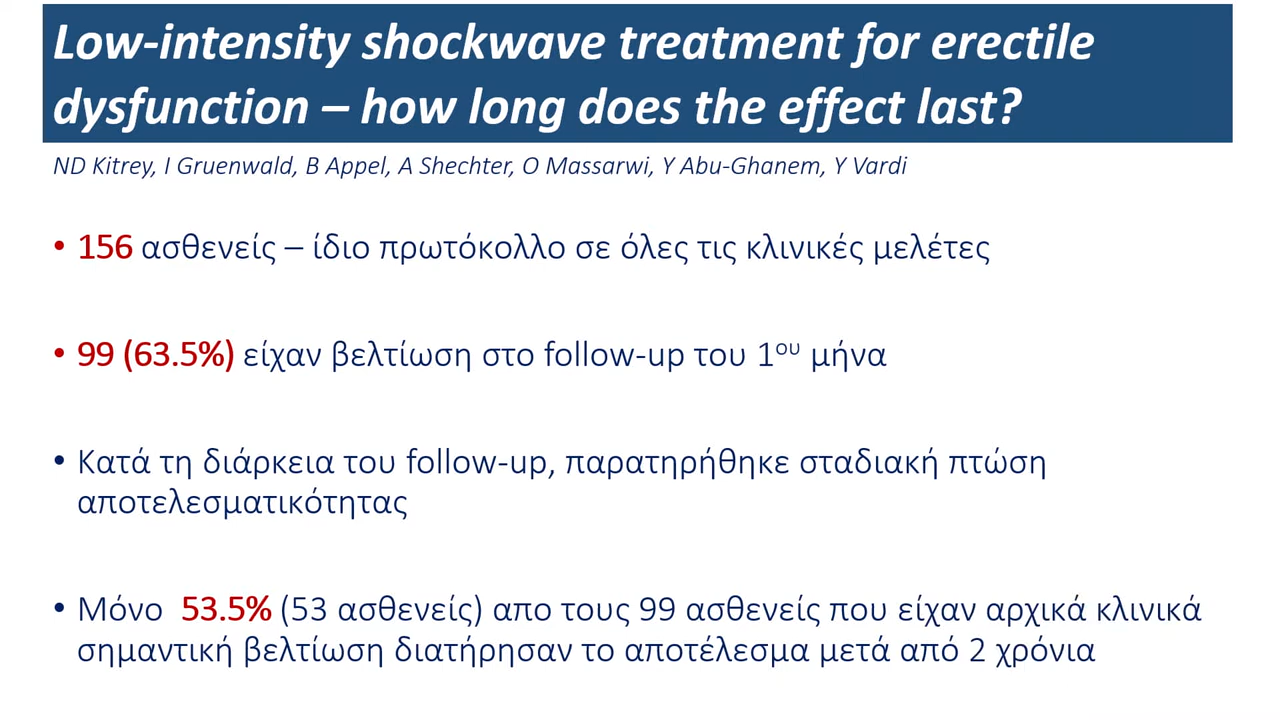 Low-intensity shockwave treatment for erectile
dysfunction – how long does the effect last?
ND Kitrey, I Gruenwald, B Appel, A Shechter, O Massarwi, Y Abu-Ghanem, Y Vardi
• 156 ασθενείς – ίδιο πρωτόκολλο σε όλες τις κλινικές μελέτες
• 99 (63.5%) είχαν βελτίωση στο follow-up του 1ου μήνα
• Κατά τη διάρκεια του follow-up, παρατηρήθηκε σταδιακή πτώση
αποτελεσματικότητας
• Μόνο 53.5% (53 ασθενείς) απο τους 99 ασθενείς που είχαν αρχικά κλινικά
σημαντική βελτίωση διατήρησαν το αποτέλεσμα μετά από 2 χρόνια